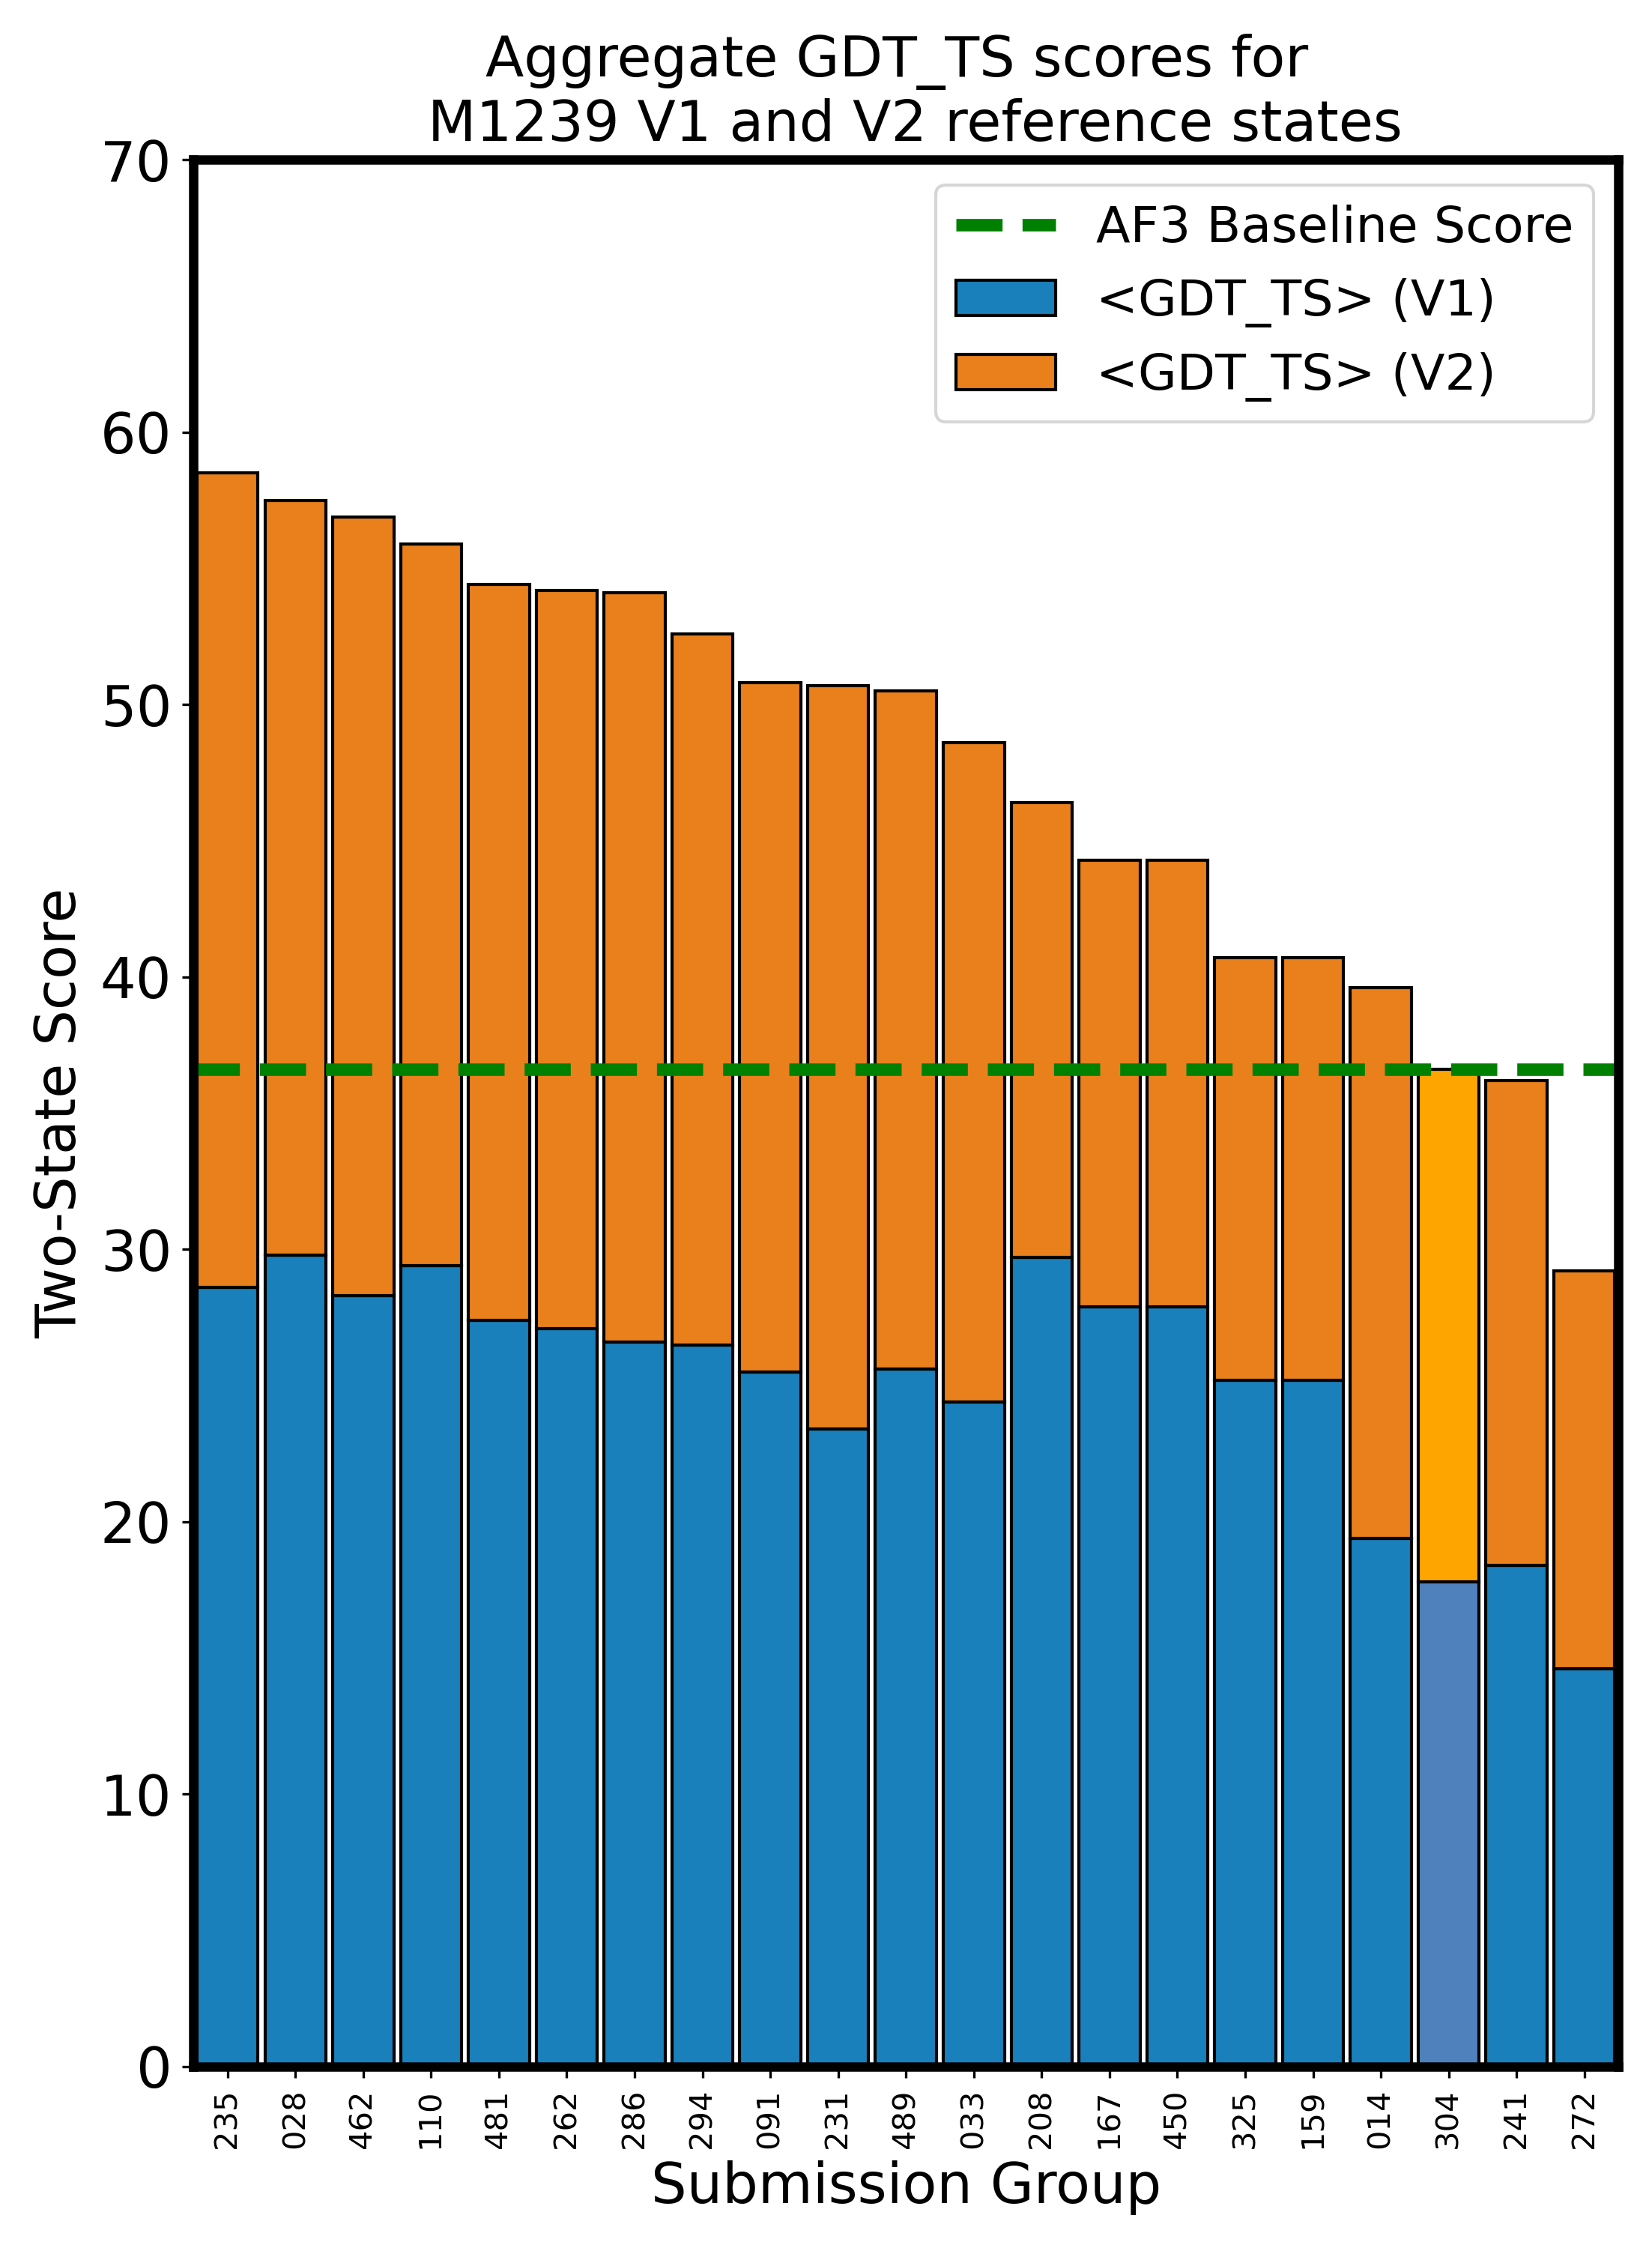 Aggregate GDT_TS scores for
M1239 V1 and V2 reference states
AF3 Baseline Score
<GDT_TS> (V1)
<GDT_TS> (V2)
Two-State Score
70
60
50
40
30
20
10
0
235 028 462 110 481 262 286 294 091 231 489 033 208 167 450 325 159 014 304 241 272
Submission Group